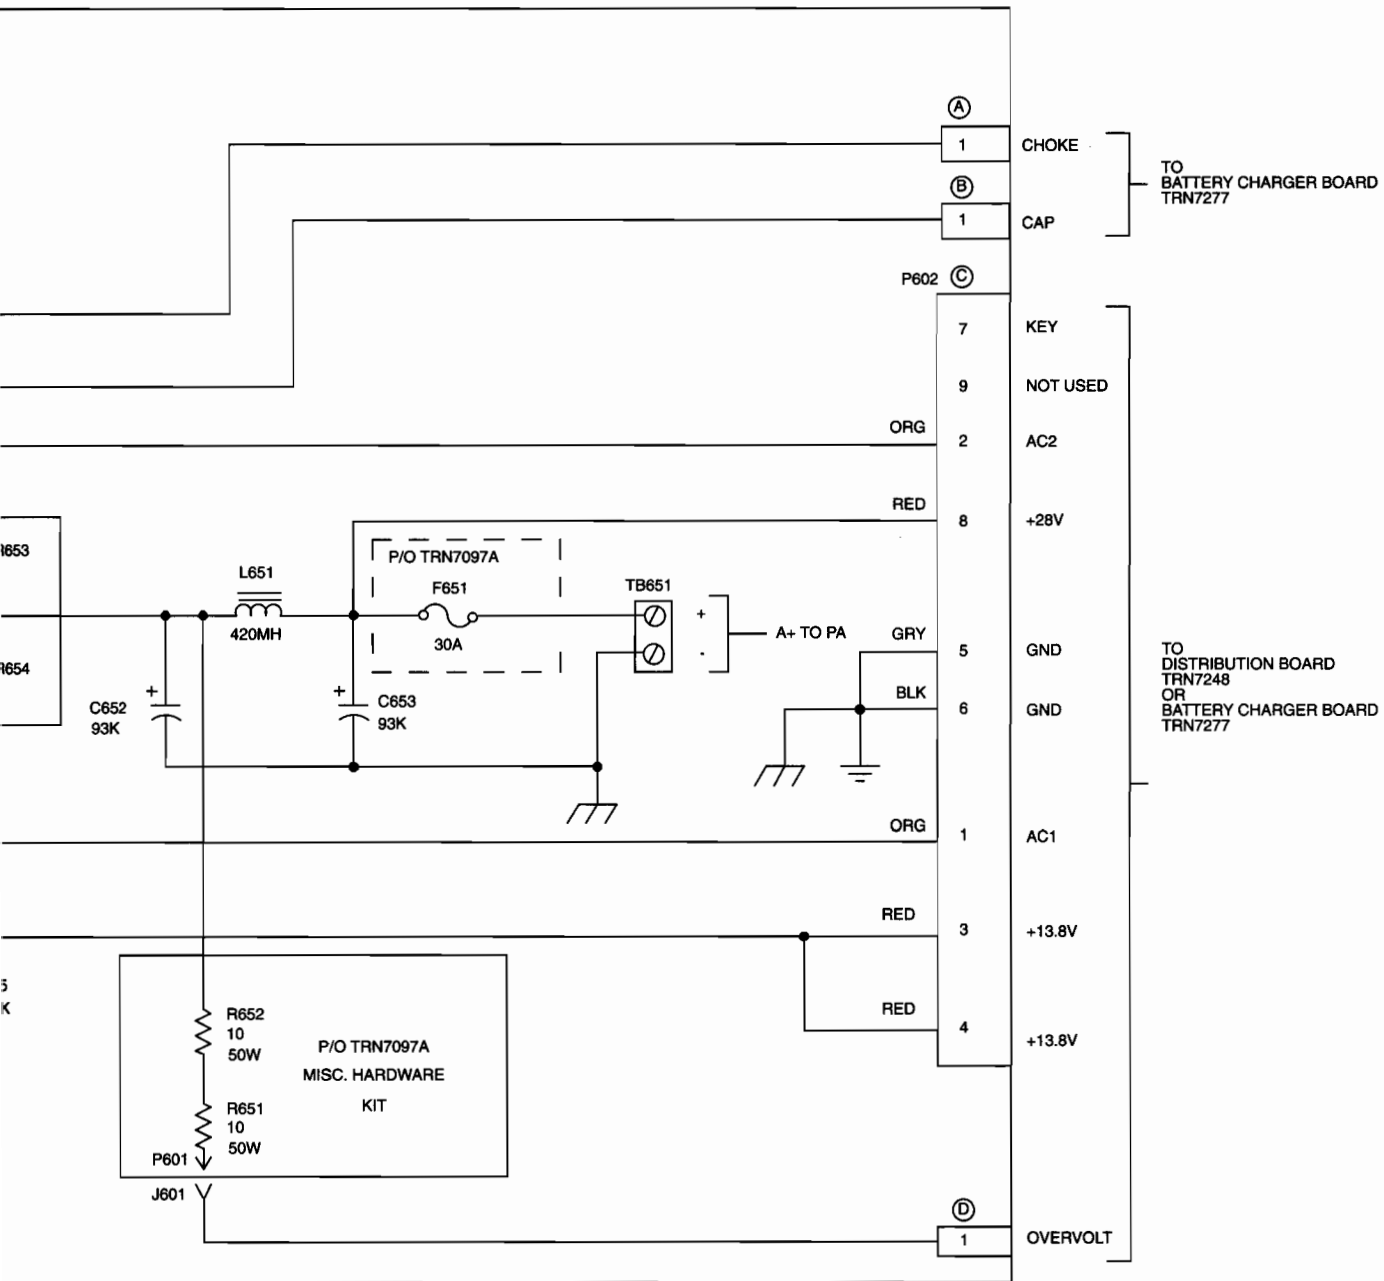 A
1 CHOKE
TO
BATTERY CHARGER BOARD
TRN7277
B
1 CAP
P602 C
7 KEY
9 NOT USED
ORG 2 AC2
RED 8 +28V
P/O TRN7097A
F651
30A
L651
420MH
TB651
+
-
A+ TO PA
GRY 5 GND
BLK 6 GND
TO
DISTRIBUTION BOARD
TRN7248
OR
BATTERY CHARGER BOARD
TRN7277
+
C652
93K
+
C653
93K
ORG 1 AC1
RED 3 +13.8V
RED 4 +13.8V
K
R652
10
50W
P/O TRN7097A
MISC. HARDWARE
KIT
R651
10
50W
P601
J601
D
1 OVERVOLT